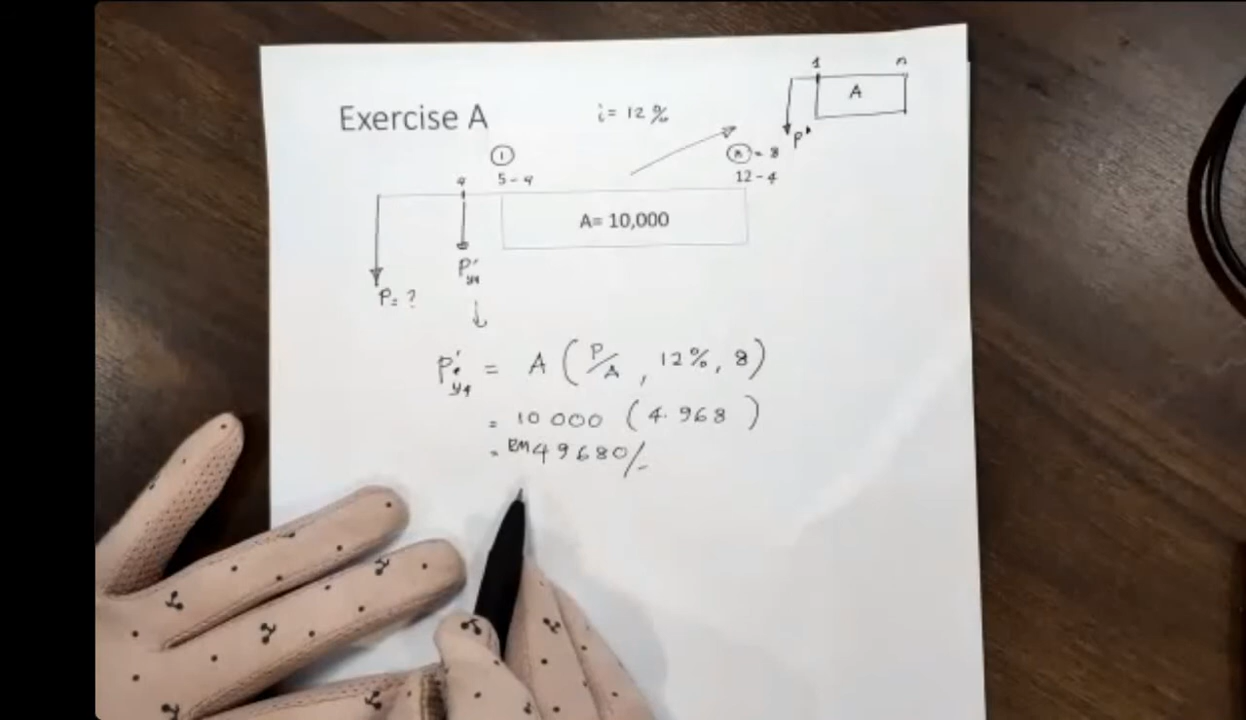 1 n
A
P'
Exercise A i= 12%
1 n = 8
4 5-4 12-4
A= 10,000
P'y4
P= ?
P'y4 = A (P/A, 12%, 8)
= 10 000 (4.968)
= RM49680/-